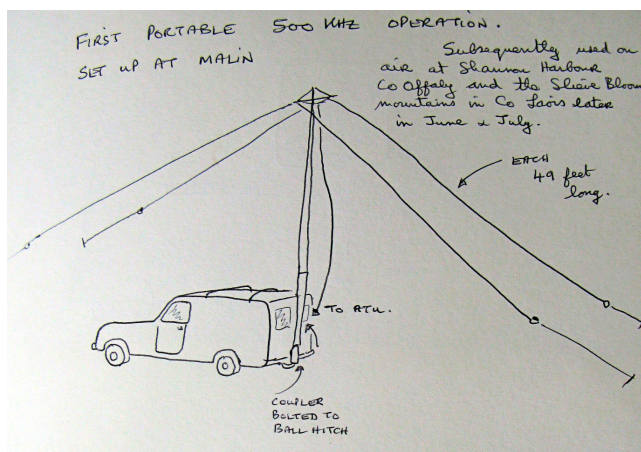 FIRST PORTABLE 500 KHZ OPERATION.
SET UP AT MALIN
Subsequently used on
air at Shannon Harbour
Co Offaly and the Slieve Bloom
mountains in Co Laois later
in June & July.
EACH
49 feet
long.
TO ATU.
COUPLER
BOLTED TO
BALL HITCH